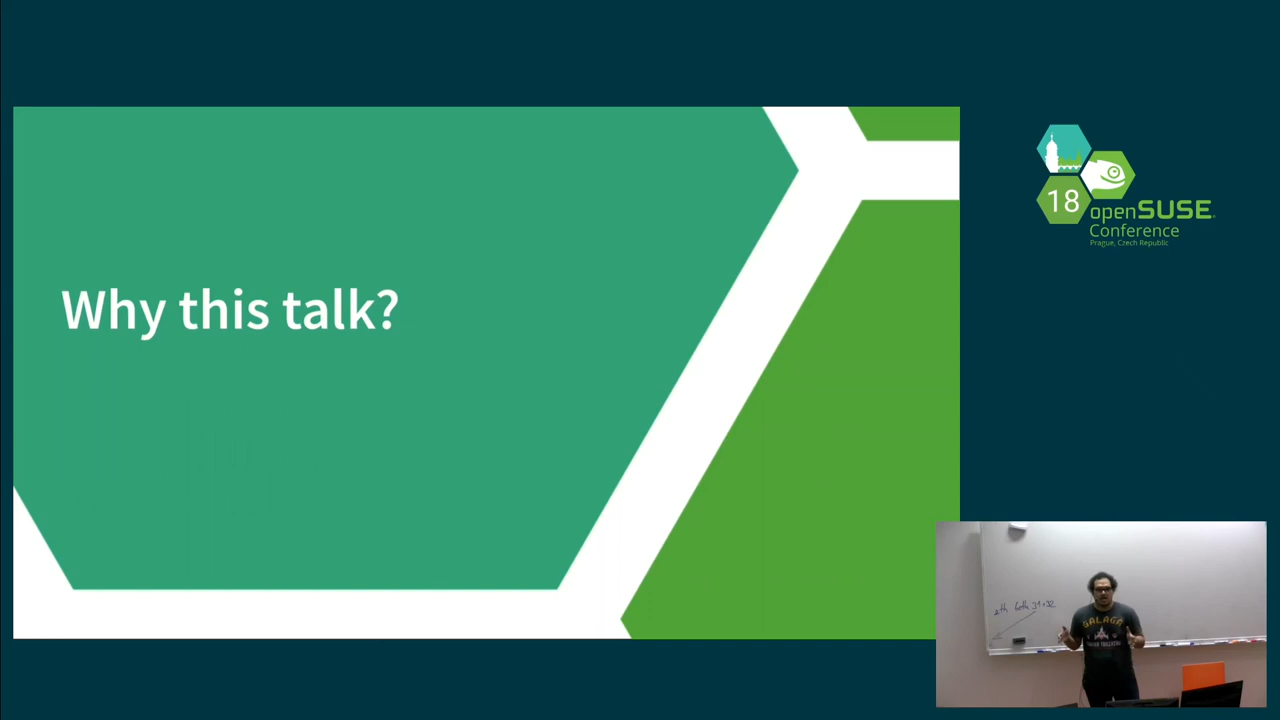 Why this talk?
18
openSUSE
Conference
Prague, Czech Republic
GALAGA